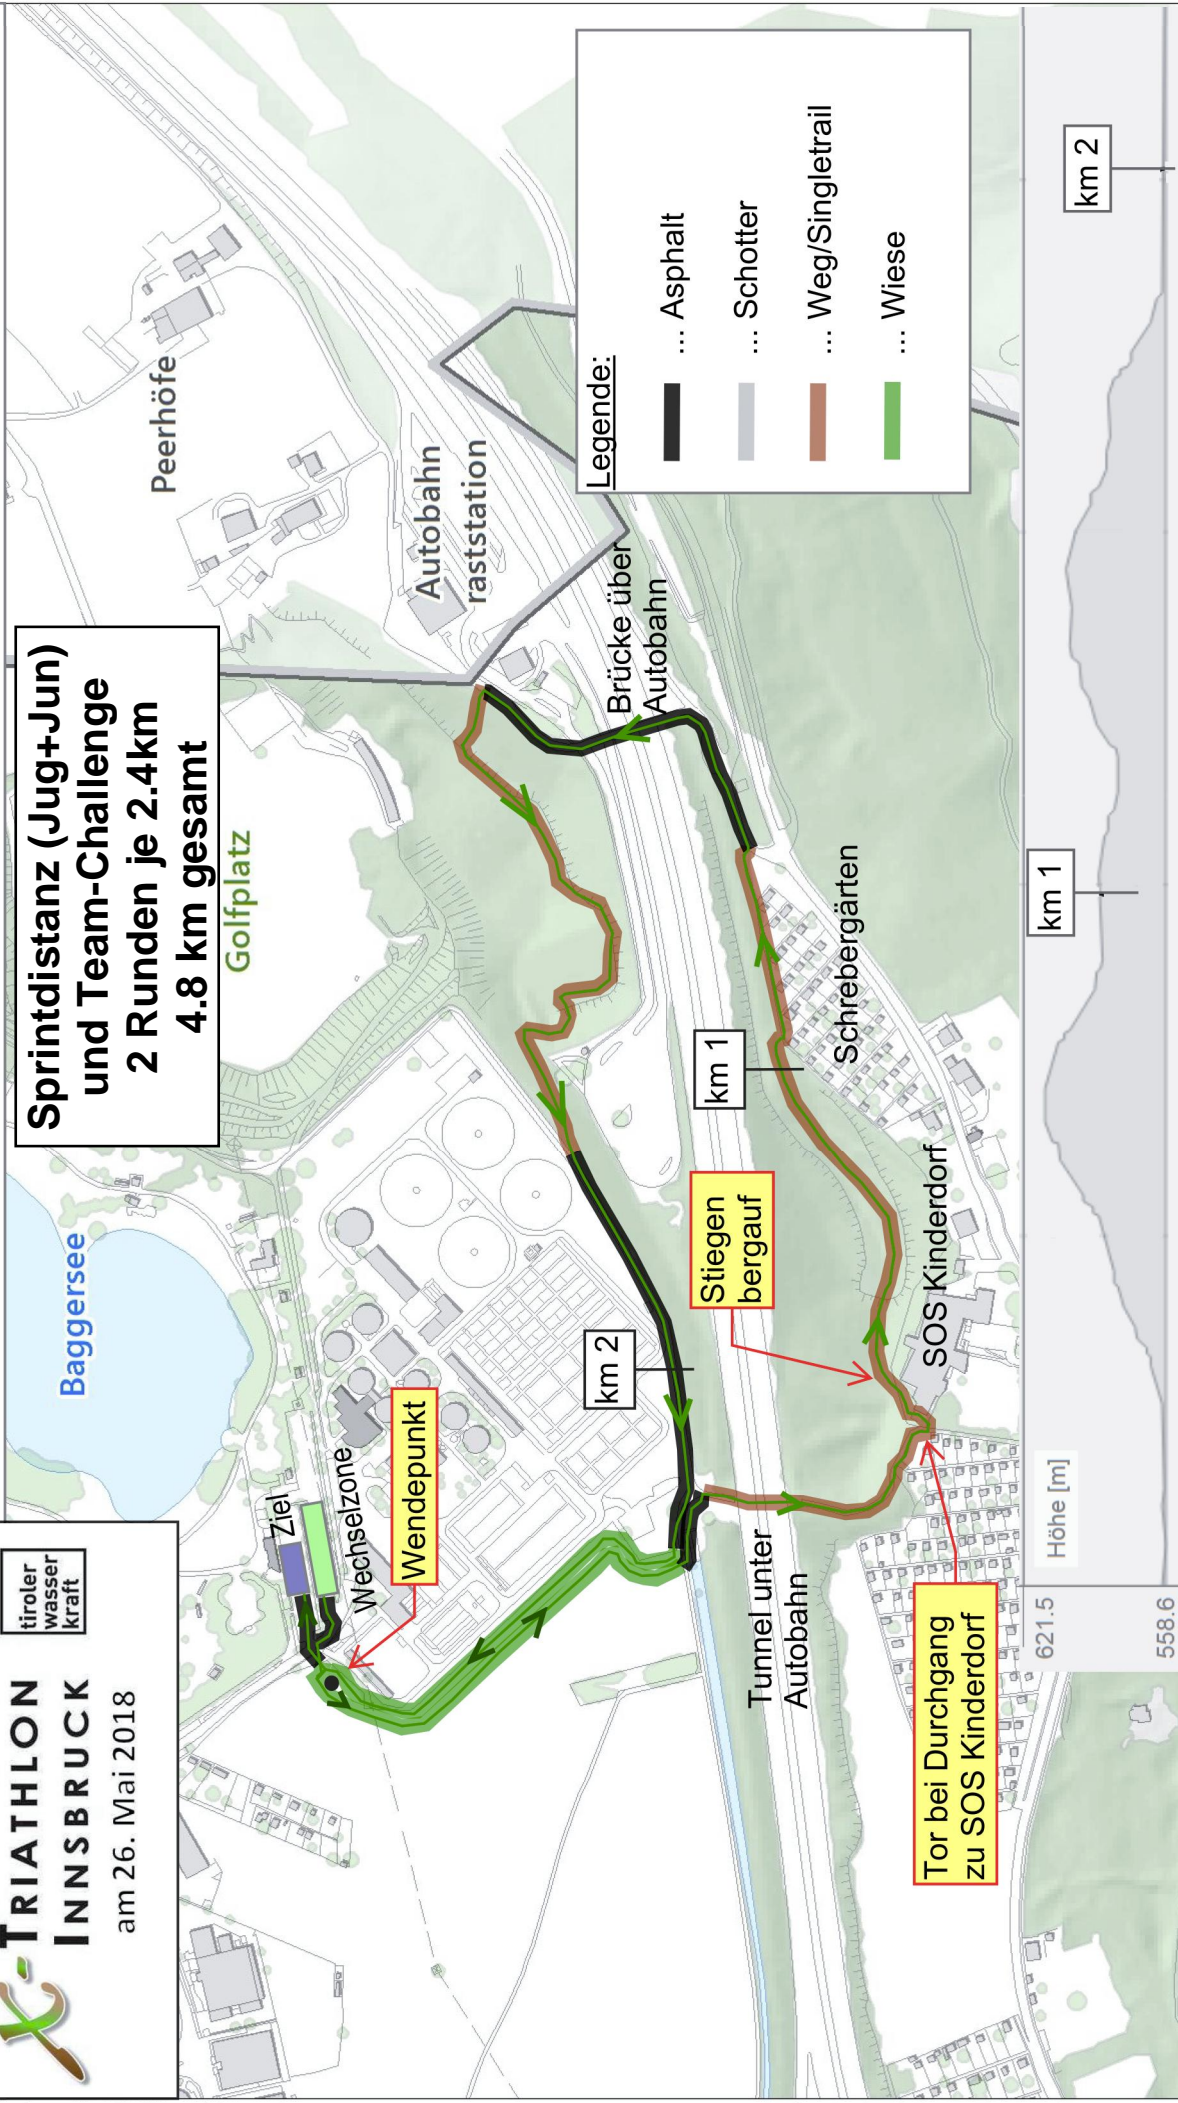 X-TRIATHLON
INNSBRUCK
am 26. Mai 2018
tiroler
wasser
kraft
Sprintdistanz (Jug+Jun)
und Team-Challenge
2 Runden je 2.4km
4.8 km gesamt
Baggersee
Golfplatz
Peerhöfe
Autobahn
raststation
Ziel
Wechselzone
Wendepunkt
km 2
Stiegen
bergauf
km 1
Brücke über
Autobahn
Schrebergärten
SOS Kinderdorf
Tunnel unter
Autobahn
Tor bei Durchgang
zu SOS Kinderdorf
Legende:
... Asphalt
... Schotter
... Weg/Singletrail
... Wiese
621.5
558.6
Höhe [m]
km 1
km 2